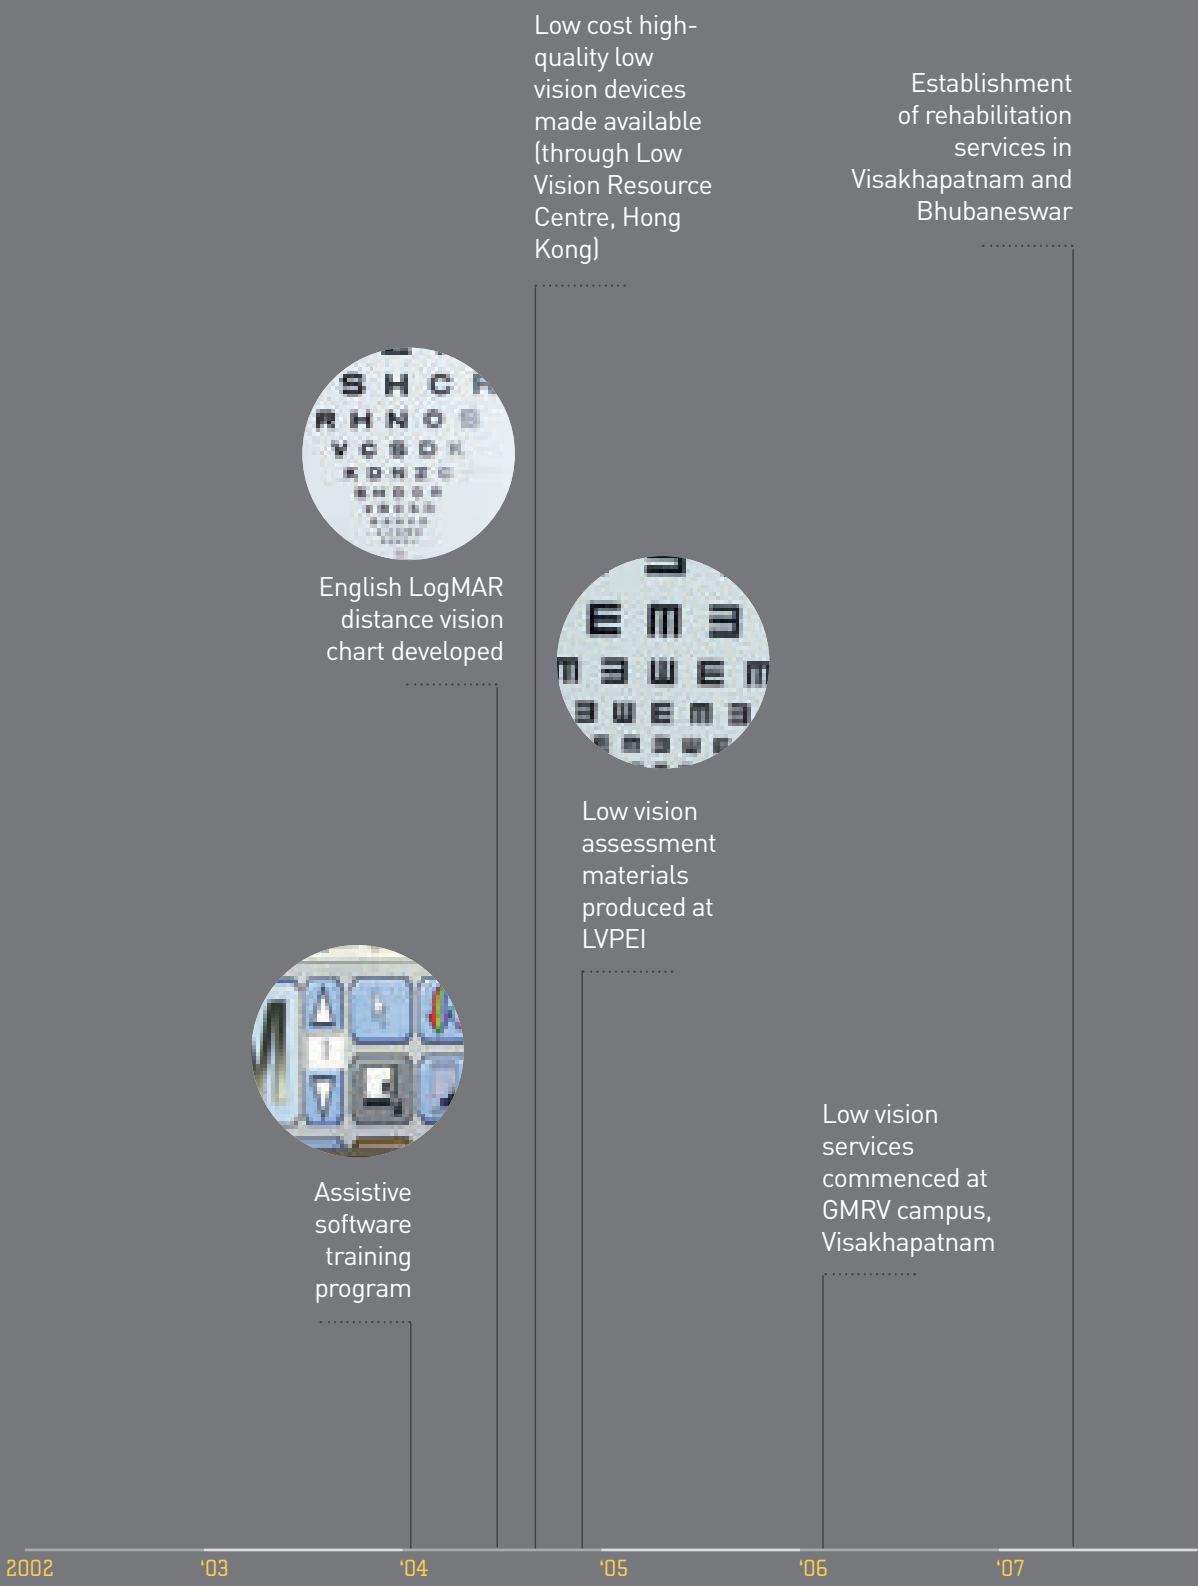 Low cost high-
quality low
vision devices
made available
(through Low
Vision Resource
Centre, Hong
Kong)
Establishment
of rehabilitation
services in
Visakhapatnam and
Bhubaneswar
S H C
R H N O S
V C S D K
K D N Z C
English LogMAR
distance vision
chart developed
E M 3
Low vision
assessment
materials
produced at
LVPEI
Assistive
software
training
program
Low vision
services
commenced at
GMRV campus,
Visakhapatnam
2002 ‘03 ‘04 ‘05 ‘06 ‘07